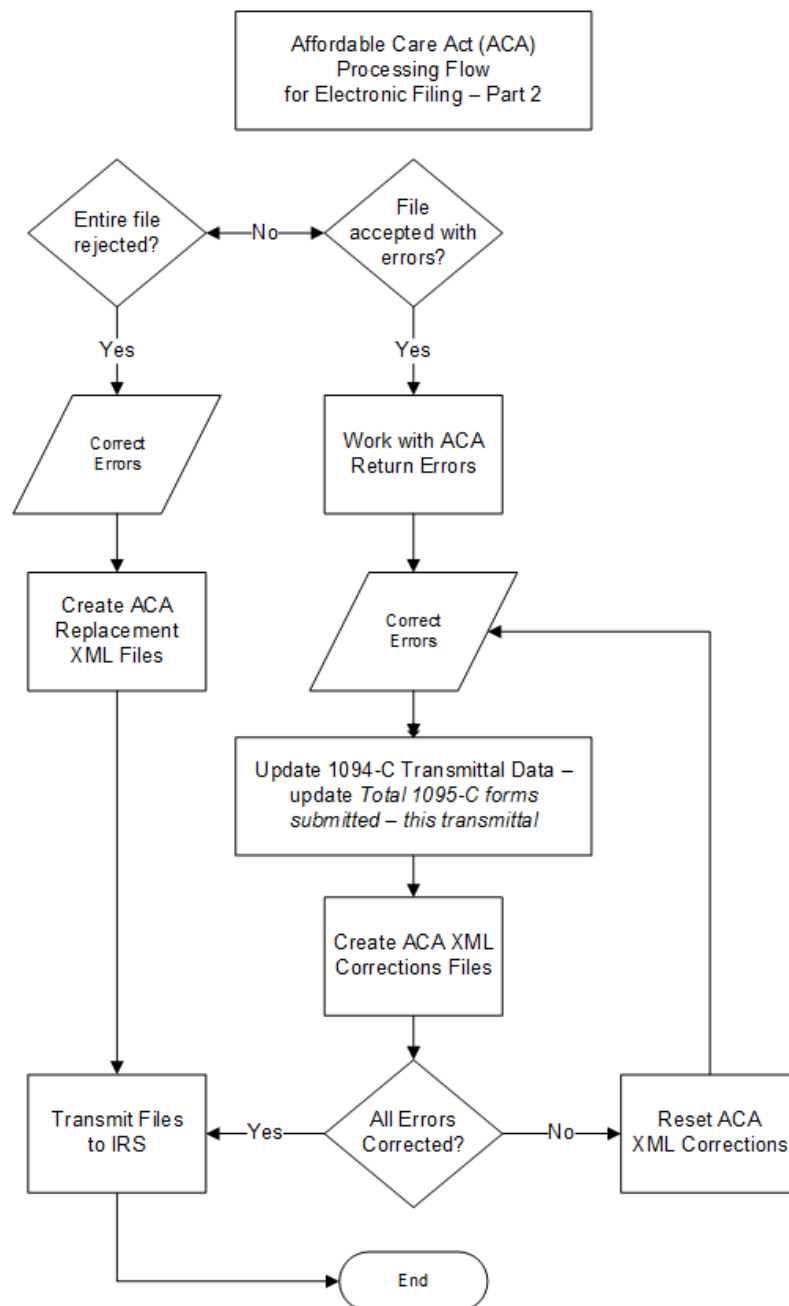 Affordable Care Act (ACA)
Processing Flow
for Electronic Filing – Part 2
Entire file
rejected?
No
File
accepted with
errors?
Yes
Yes
Correct
Errors
Work with ACA
Return Errors
Create ACA
Replacement
XML Files
Correct
Errors
Update 1094-C Transmittal Data –
update Total 1095-C forms
submitted – this transmittal
Create ACA XML
Corrections Files
Transmit Files
to IRS
Yes
All Errors
Corrected?
No
Reset ACA
XML Corrections
End